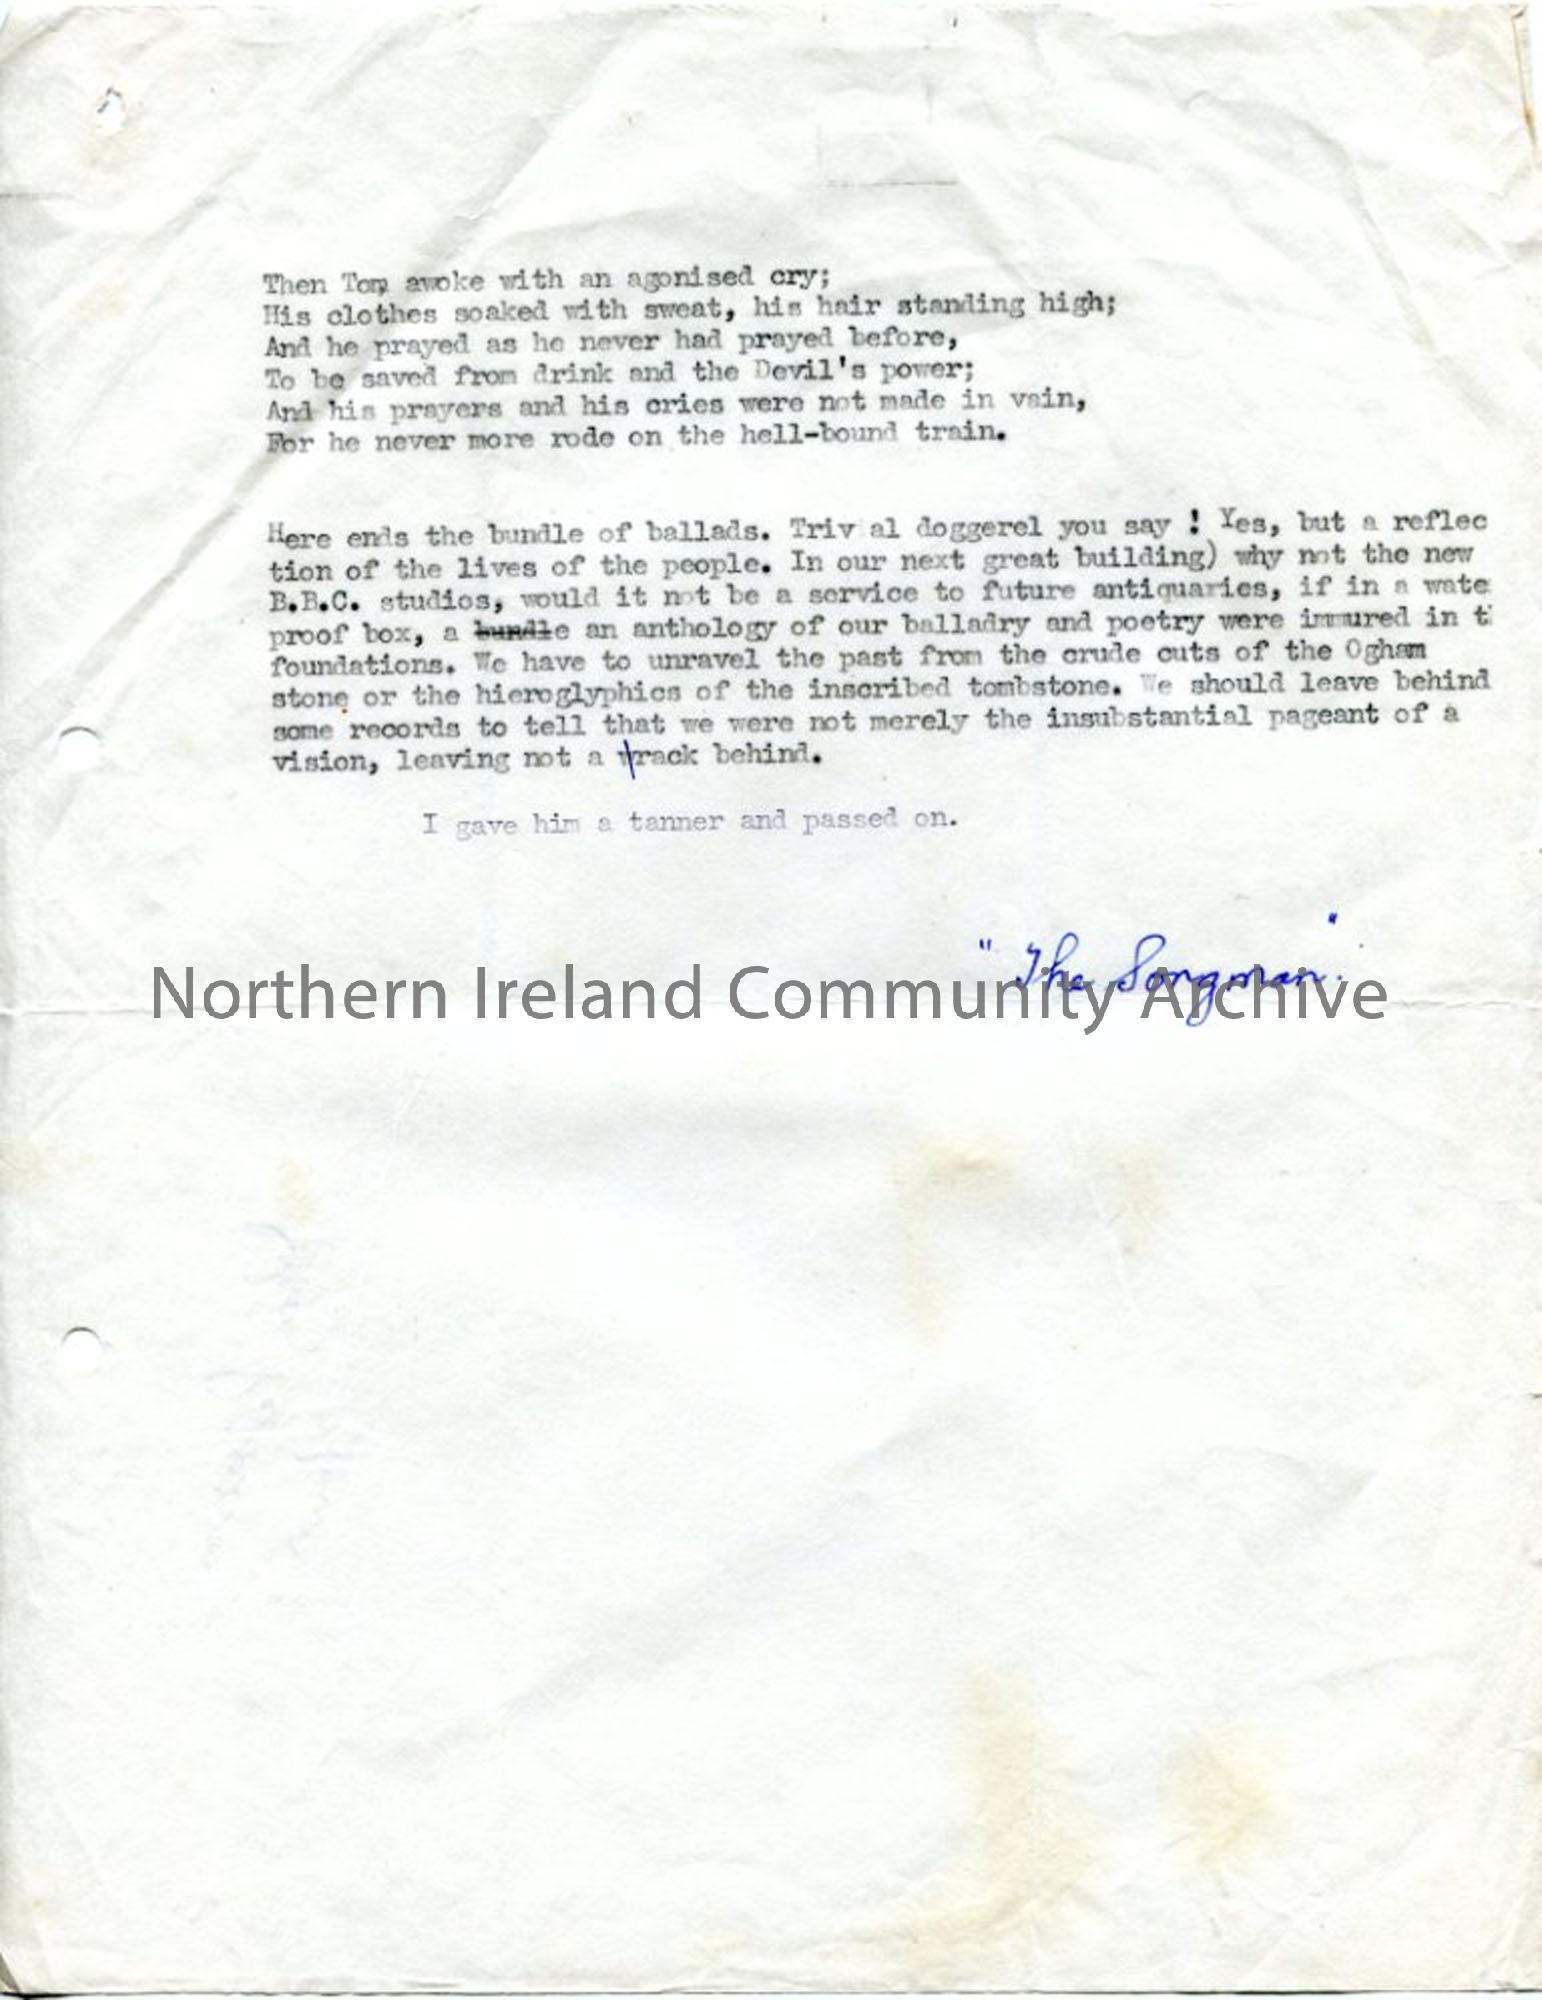 Then Tom awoke with an agonised cry;
His clothes soaked with sweat, his hair standing high;
And he prayed as he never had prayed before,
To be saved from drink and the Devil's power;
And his prayers and his cries were not made in vain,
For he never more rode on the hell-bound train.
Here ends the bundle of ballads. Triv al doggerel you say ! Yes, but a reflec
tion of the lives of the people. In our next great building) why not the new
B.B.C. studios, would it not be a service to future antiquaries, if in a wate
proof box, a bundle an anthology of our balladry and poetry were immured in t
foundations. We have to unravel the past from the crude cuts of the Ogham
stone or the hieroglyphics of the inscribed tombstone. We should leave behind
some records to tell that we were not merely the insubstantial pageant of a
vision, leaving not a rack behind.
I gave him a tanner and passed on.
"The Songman".
Northern Ireland Community Archive